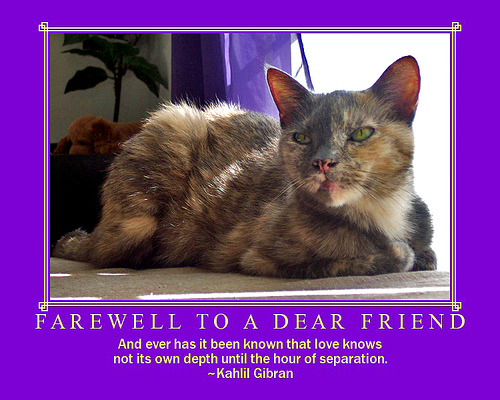 FAREWELL TO A DEAR FRIEND
And ever has it been known that love knows
not its own depth until the hour of separation.
~Kahlil Gibran